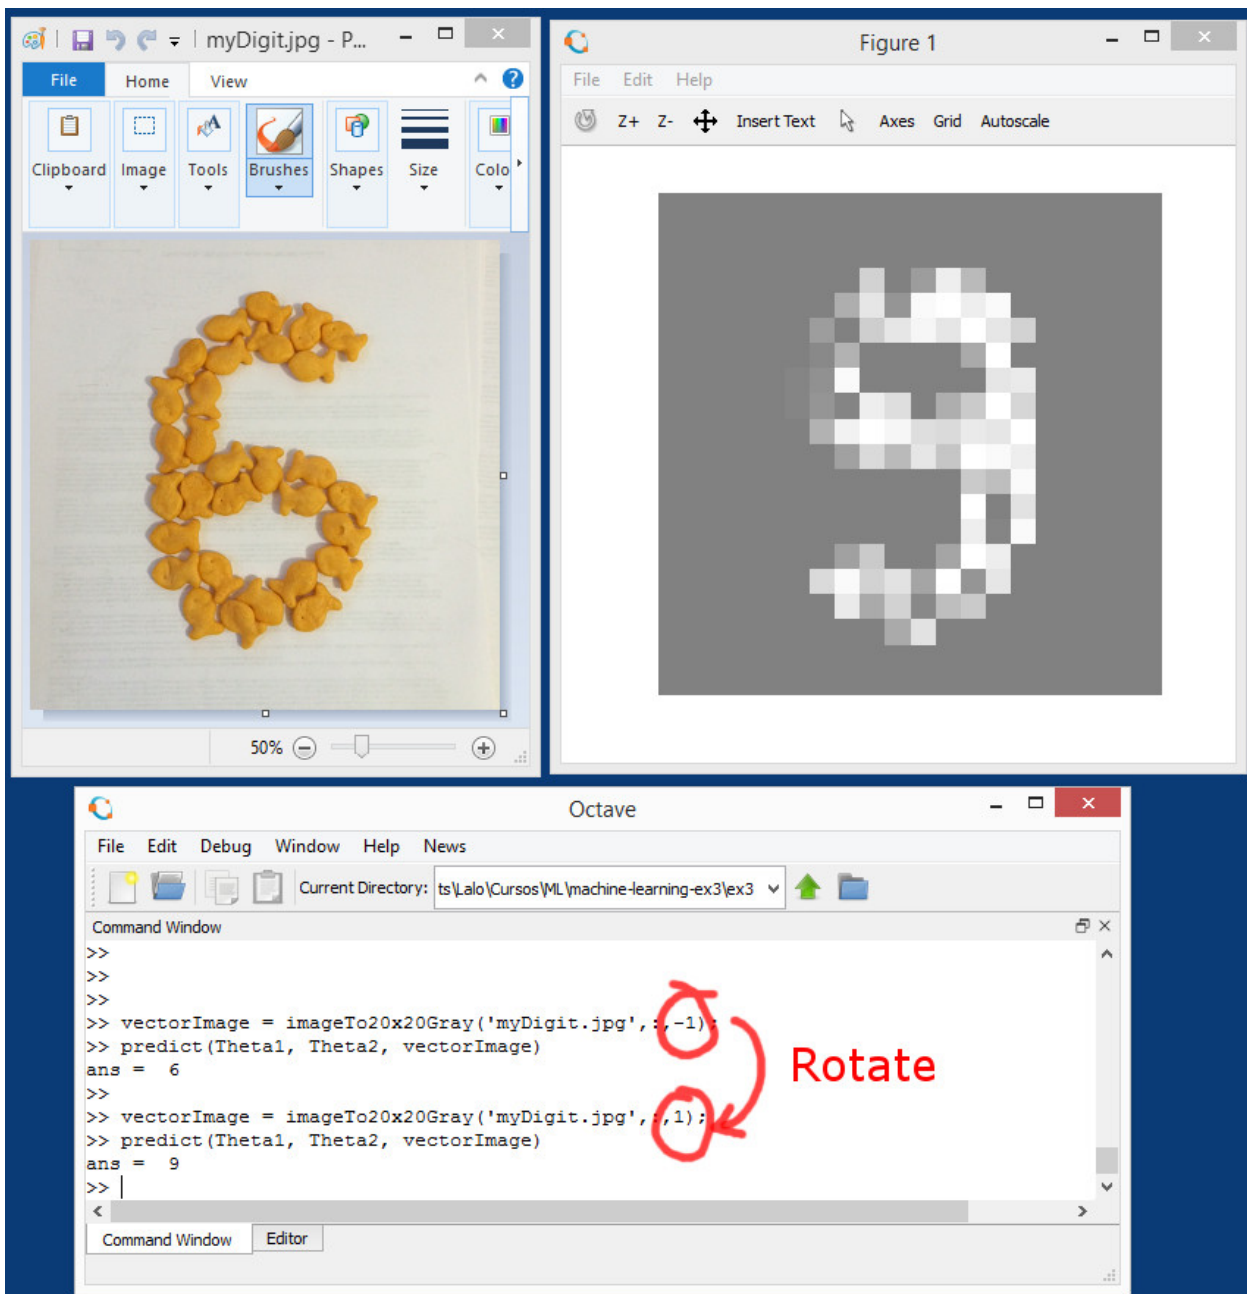 myDigit.jpg - P...
File Home View
Clipboard Image Tools Brushes Shapes Size Colo
50%
Figure 1
File Edit Help
Z+ Z- Insert Text Axes Grid Autoscale
Octave
File Edit Debug Window Help News
Current Directory: ts\Lalo\Cursos\ML\machine-learning-ex3\ex3
Command Window
>>
>>
>>
>> vectorImage = imageTo20x20Gray('myDigit.jpg',:,-1);
>> predict(Theta1, Theta2, vectorImage)
ans = 6
>>
>> vectorImage = imageTo20x20Gray('myDigit.jpg',:,1);
>> predict(Theta1, Theta2, vectorImage)
ans = 9
>>
Rotate
Command Window Editor